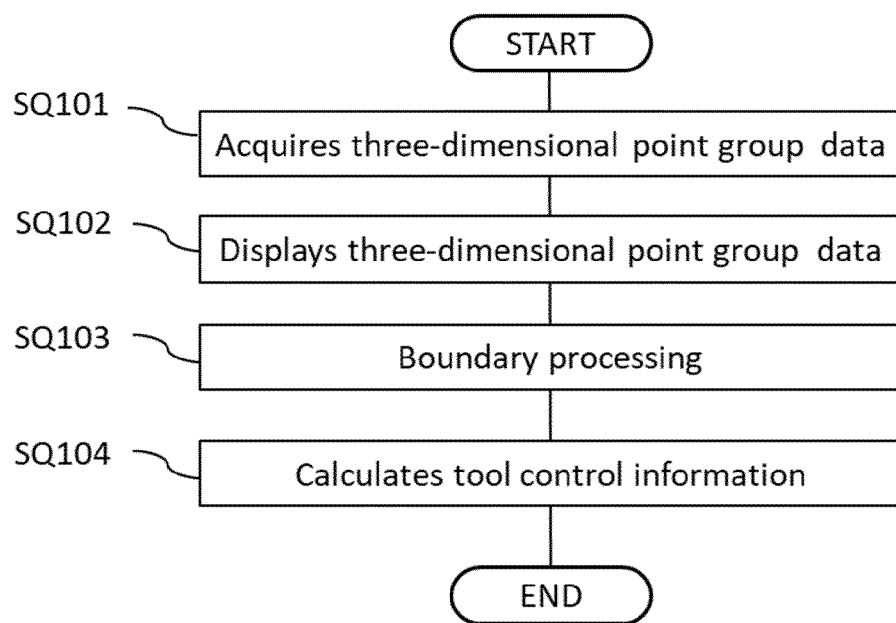 START
SQ101
Acquires three-dimensional point group data
SQ102
Displays three-dimensional point group data
SQ103
Boundary processing
SQ104
Calculates tool control information
END